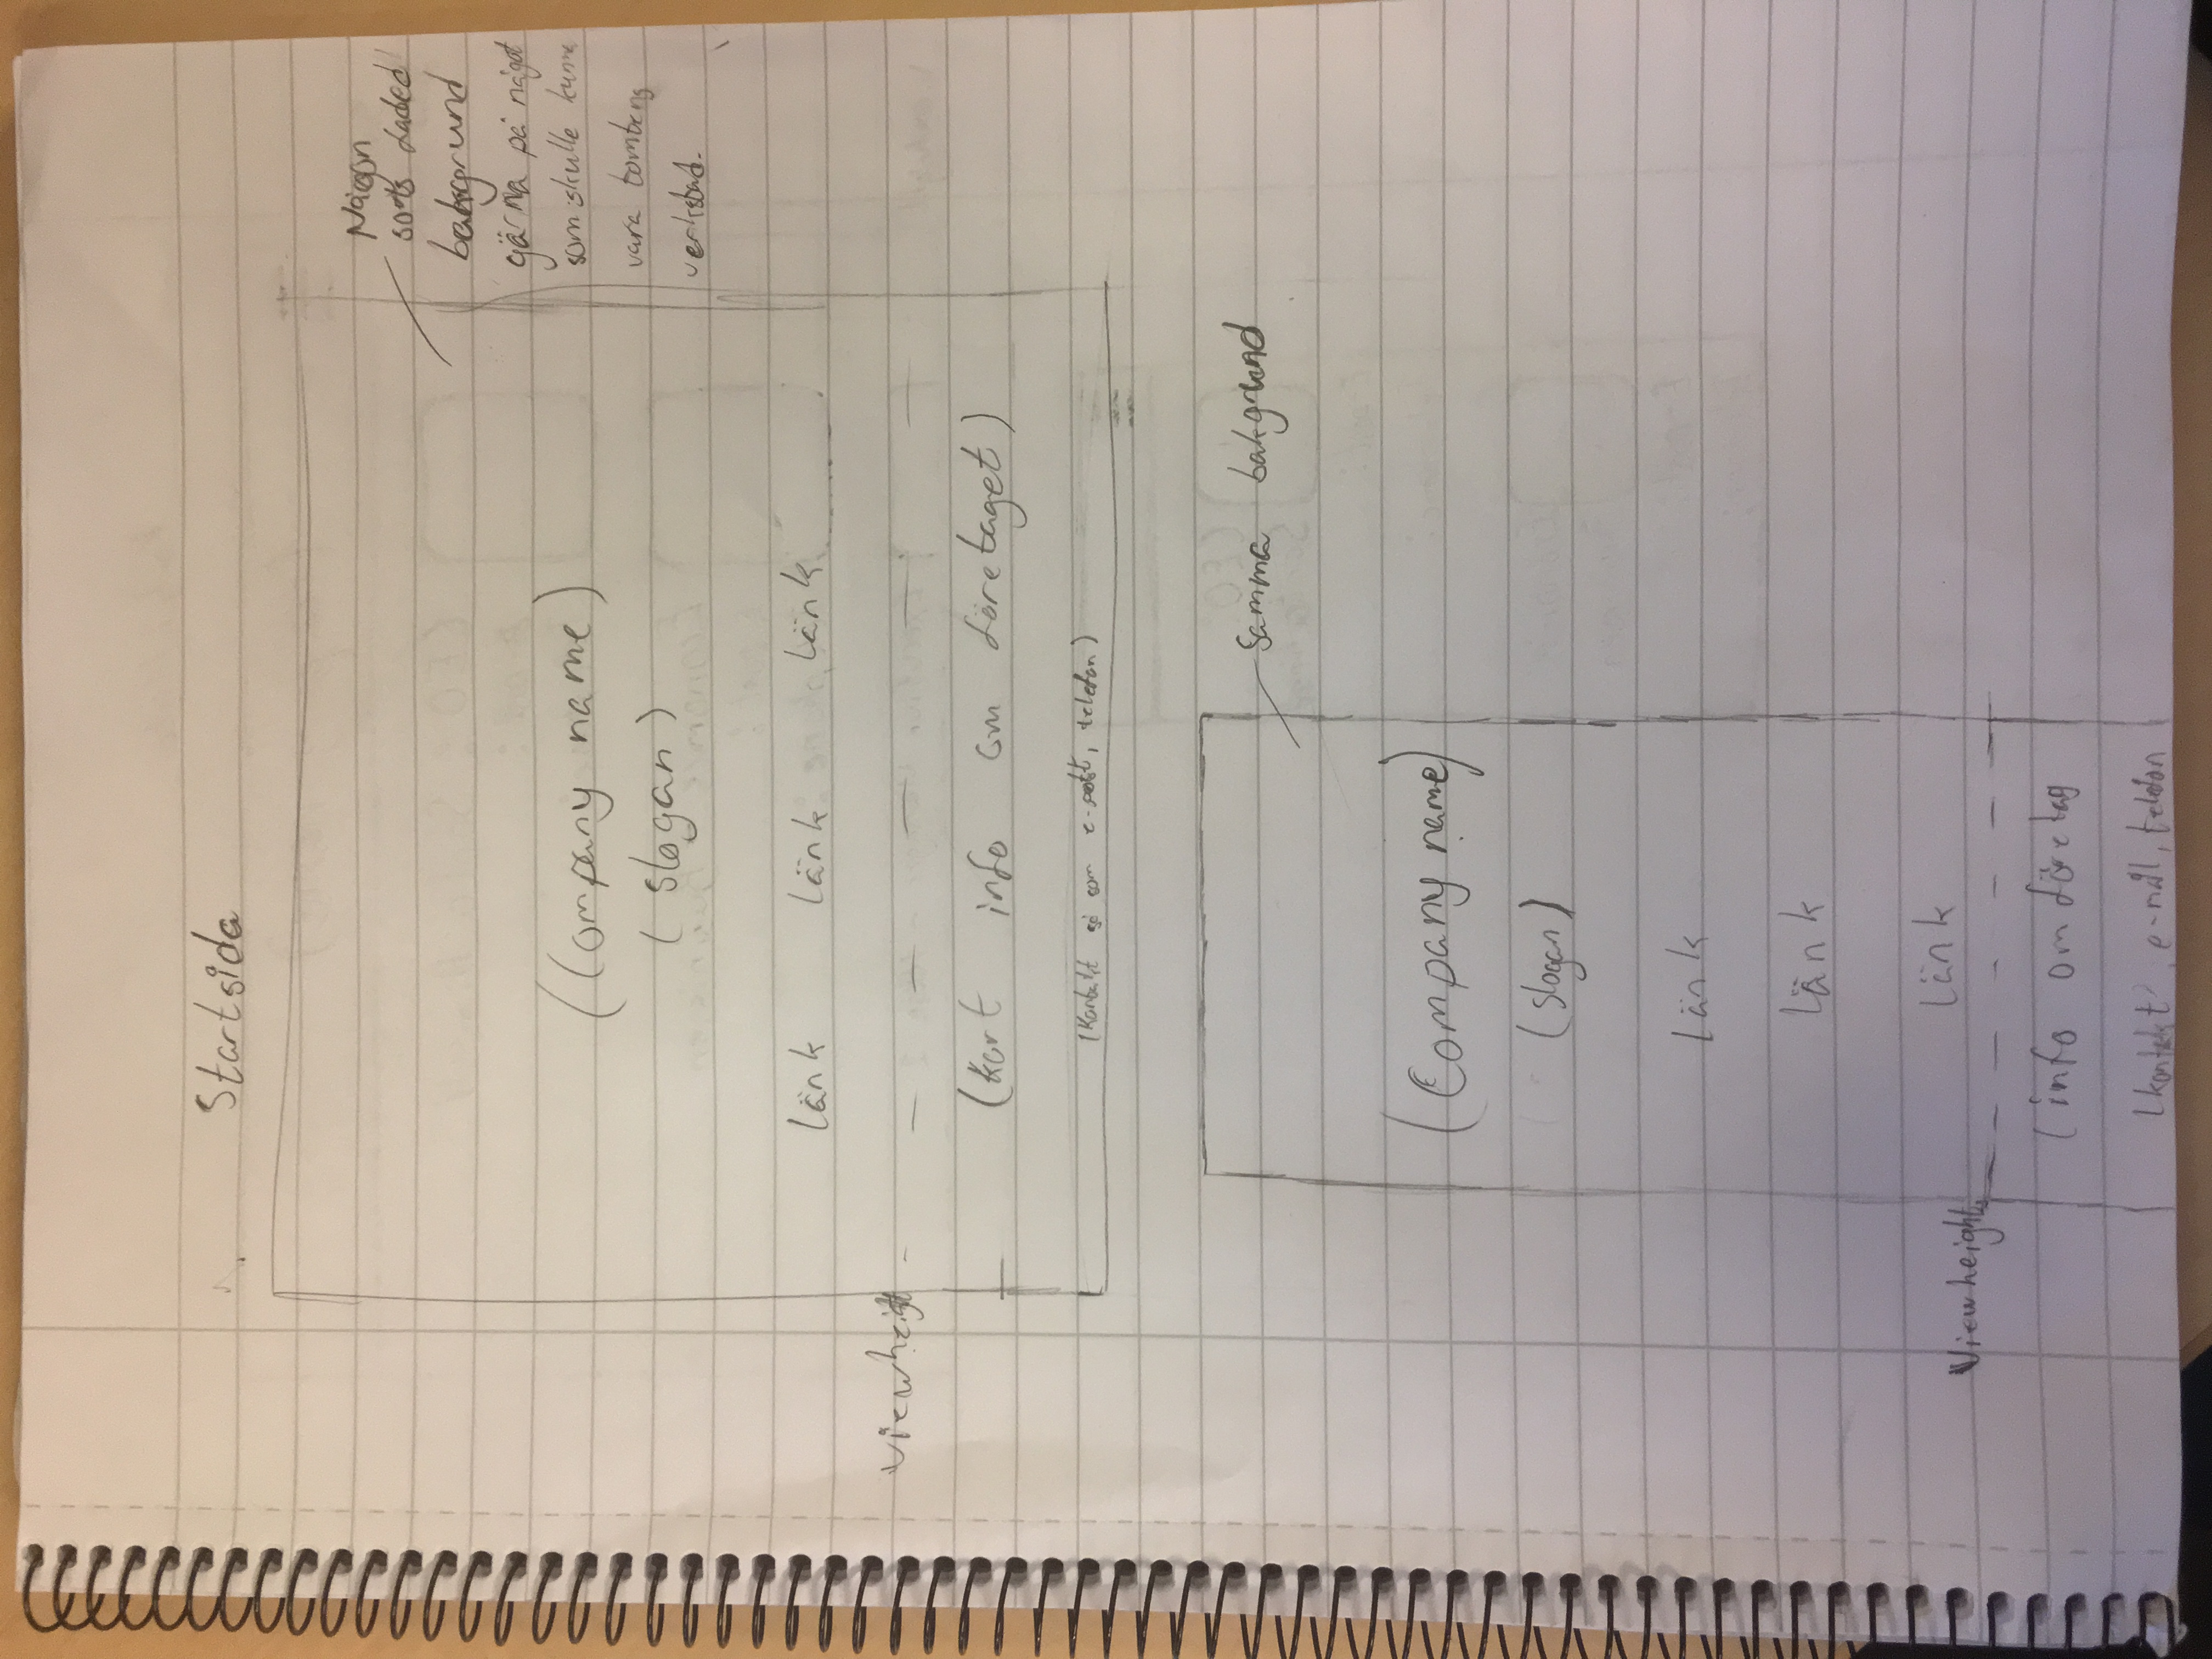 Startsida
Någon
sorts faded
bakgrund
gärna på något
som skulle kunna
vara tomtens
verkstad.
(Company name)
(slogan)
länk länk länk
Viewheight
(kort info om företaget)
(Kontakt så som e-post, telefon)
Samma bakgrund
(Company name)
(slogan)
länk
länk
länk
Viewheight
(info om företag
(kontakt, e-mail, telefon